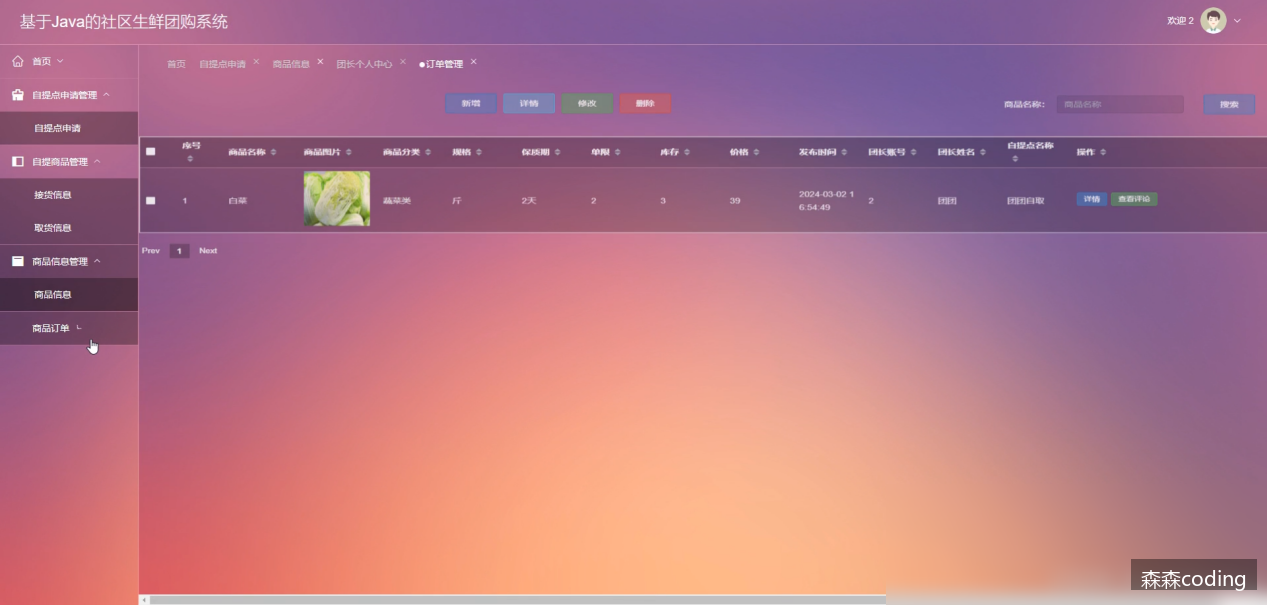 基于Java的社区生鲜团购系统
欢迎 2
首页
自提点申请管理
自提点申请
自提商品管理
接货信息
取货信息
商品信息管理
商品信息
商品订单
首页 自提点申请 × 商品信息 × 团长个人中心 × ●订单管理 ×
新增 详情 修改 删除 商品名称: 商品名称 搜索
序号 商品名称 商品图片 商品分类 规格 保质期 单限 库存 价格 发布时间 团长账号 团长姓名 自提点名称 操作
1 白菜 蔬菜类 斤 2天 2 3 39 2024-03-02 1 2 团团 团团自取 详情 查看评论
6:54:49
Prev 1 Next
森森coding